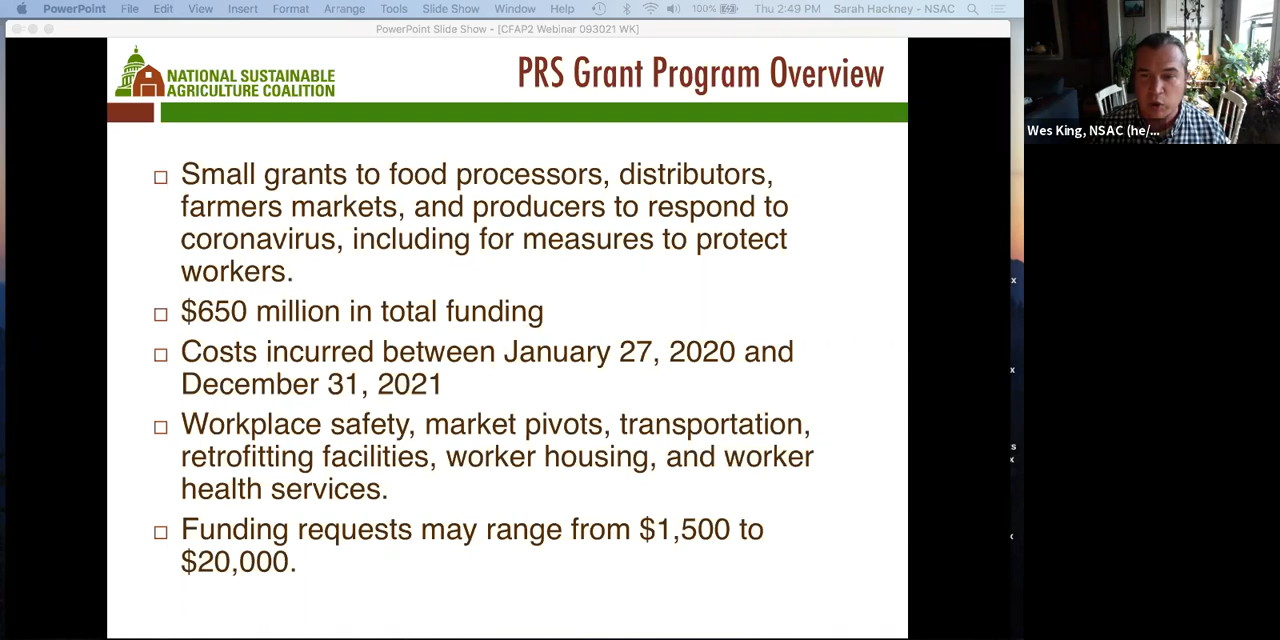 PowerPoint File Edit View Insert Format Arrange Tools Slide Show Window Help 100% Thu 2:49 PM Sarah Hackney - NSAC
PowerPoint Slide Show - [CFAP2 Webinar 093021 WK]
NATIONAL SUSTAINABLE
AGRICULTURE COALITION
PRS Grant Program Overview
Small grants to food processors, distributors,
farmers markets, and producers to respond to
coronavirus, including for measures to protect
workers.
$650 million in total funding
Costs incurred between January 27, 2020 and
December 31, 2021
Workplace safety, market pivots, transportation,
retrofitting facilities, worker housing, and worker
health services.
Funding requests may range from $1,500 to
$20,000.
Wes King, NSAC (he/...